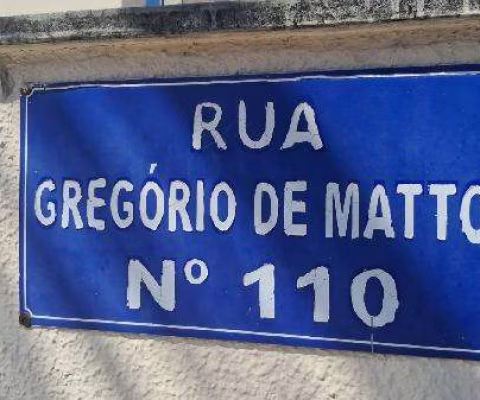 RUA
GREGÓRIO DE MATTO
Nº 110